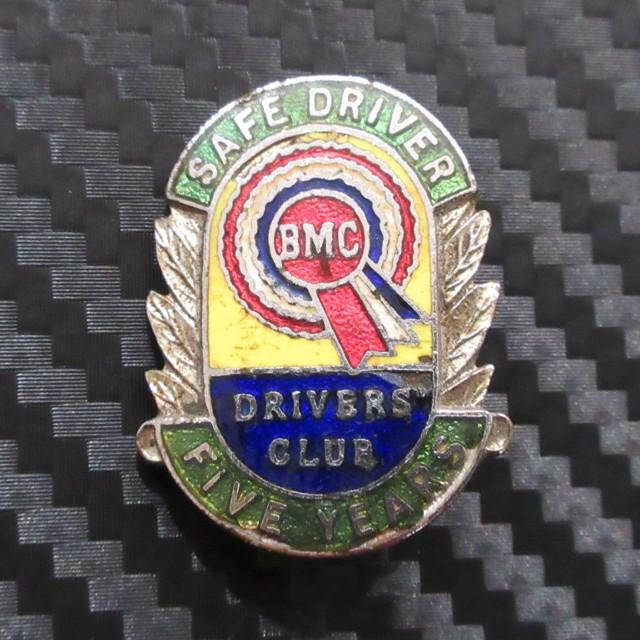 SAFE DRIVER
BMC
DRIVERS'
CLUB
FIVE YEARS